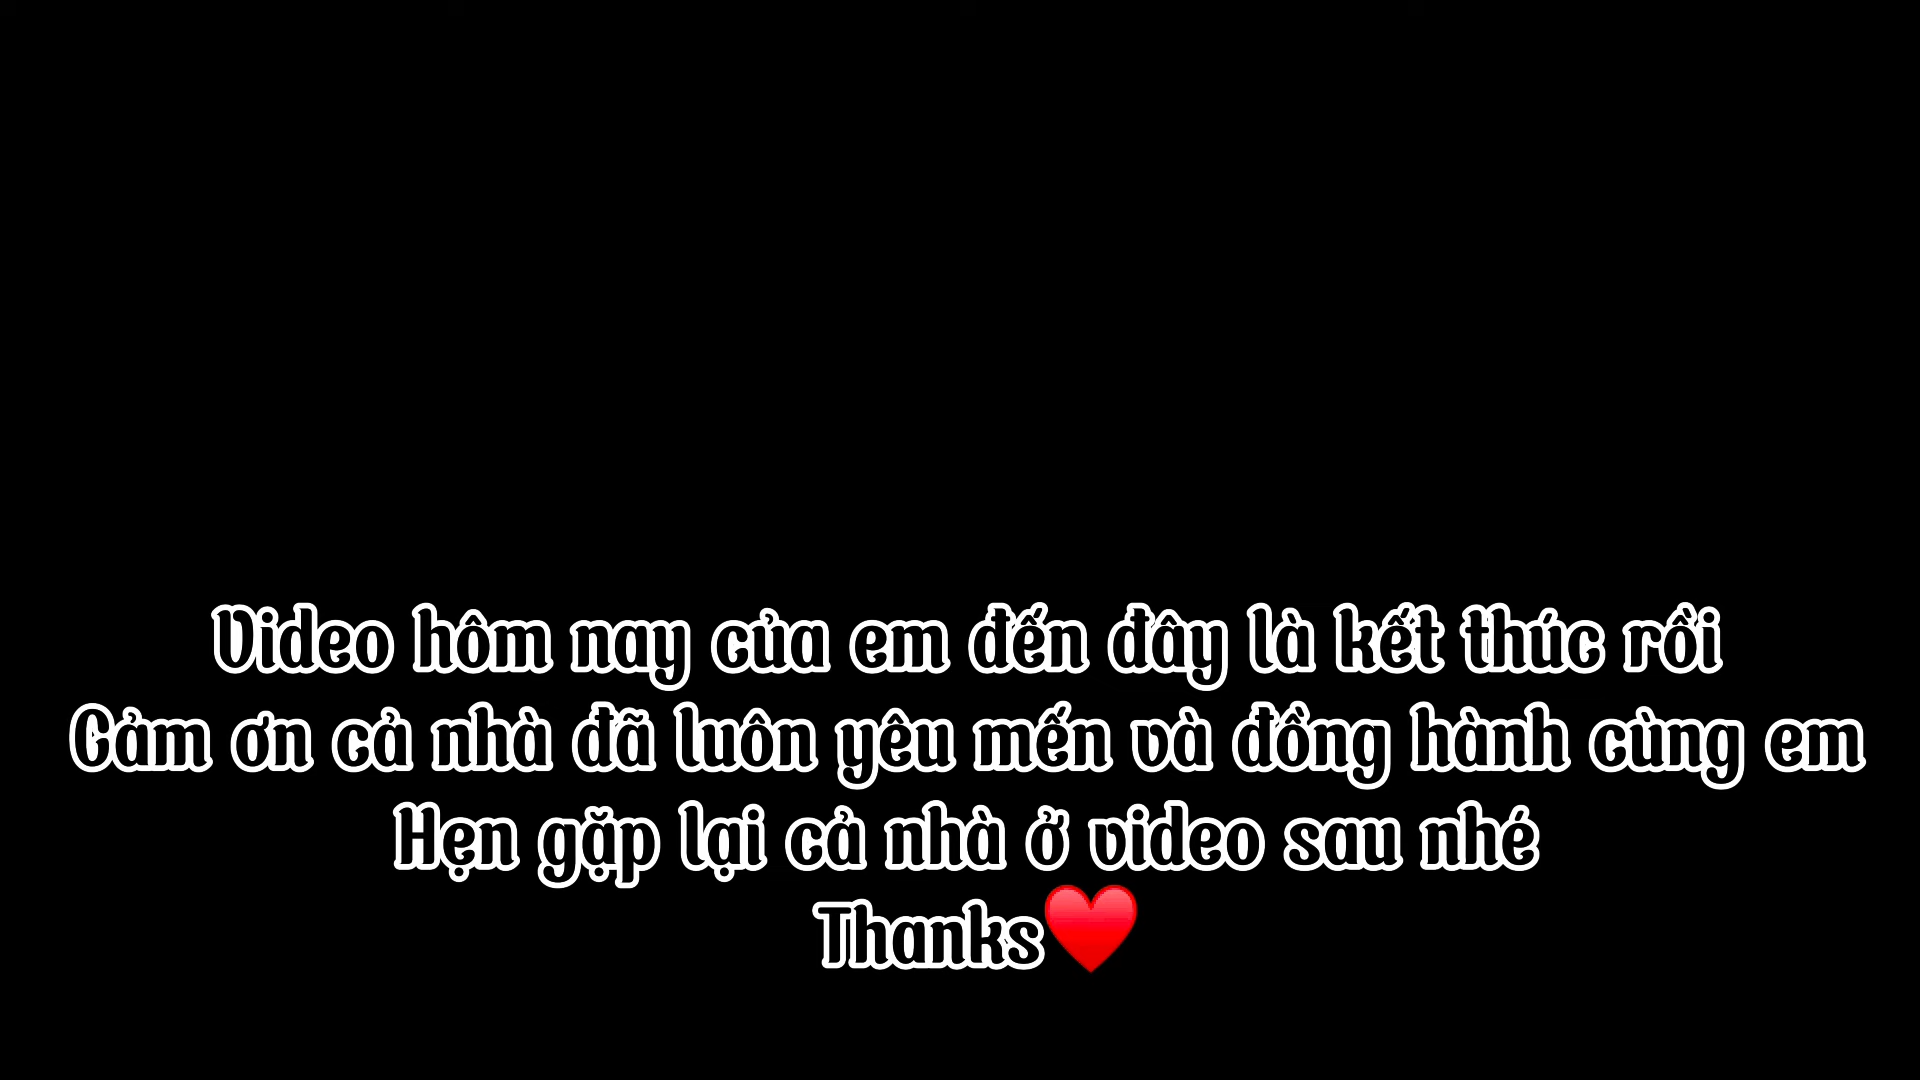 Video hôm nay của em đến đây là kết thúc rồi
Cảm ơn cả nhà đã luôn yêu mến và đồng hành cùng em
Hẹn gặp lại cả nhà ở video sau nhé
Thanks❤️